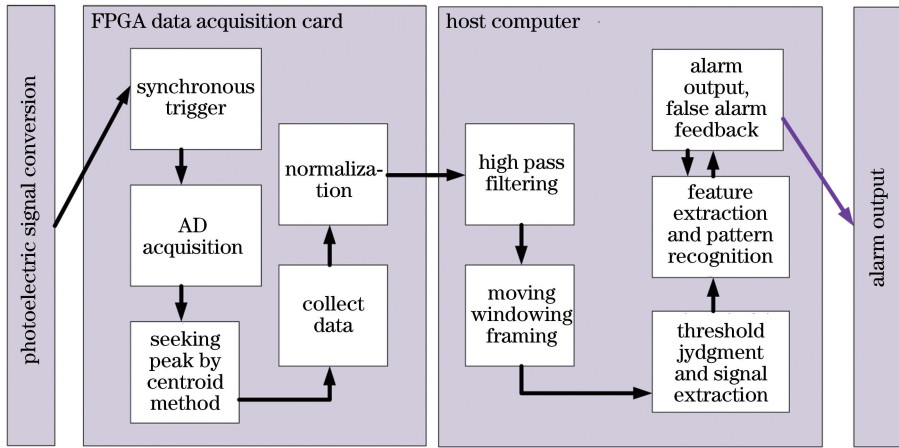 photoelectric signal conversion
FPGA data acquisition card
synchronous
trigger
AD
acquisition
seeking
peak by
centroid
method
collect
data
normaliza-
tion
host computer
high pass
filtering
moving
windowing
framing
threshold
jydgment
and signal
extraction
feature
extraction
and pattern
recognition
alarm
output,
false alarm
feedback
alarm output